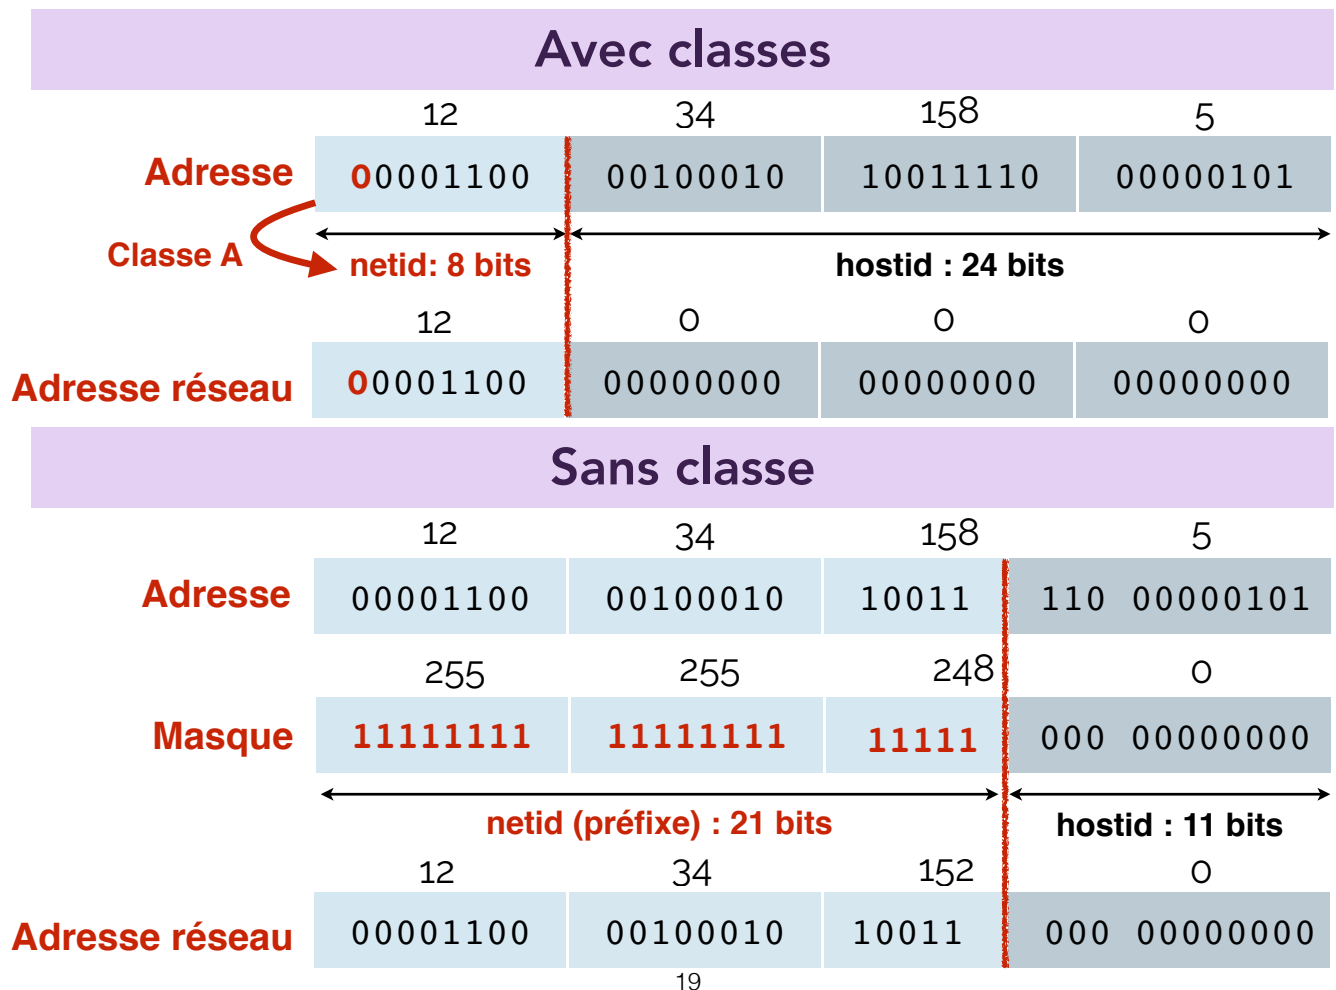 Avec classes
12 34 158 5
Adresse 00001100 00100010 10011110 00000101
Classe A netid: 8 bits hostid : 24 bits
12 0 0 0
Adresse réseau 00001100 00000000 00000000 00000000
Sans classe
12 34 158 5
Adresse 00001100 00100010 10011 110 00000101
255 255 248 0
Masque 11111111 11111111 11111 000 00000000
netid (préfixe) : 21 bits hostid : 11 bits
12 34 152 0
Adresse réseau 00001100 00100010 10011 000 00000000
19